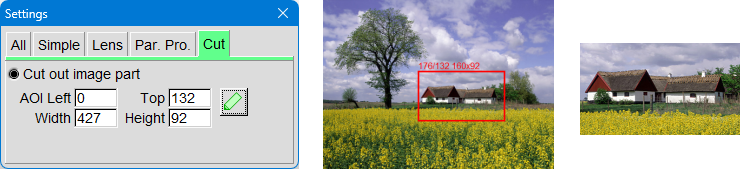 Settings
All Simple Lens Par. Pro. Cut
Cut out image part
AOI Left 0 Top 132
Width 427 Height 92
176/132 160x92